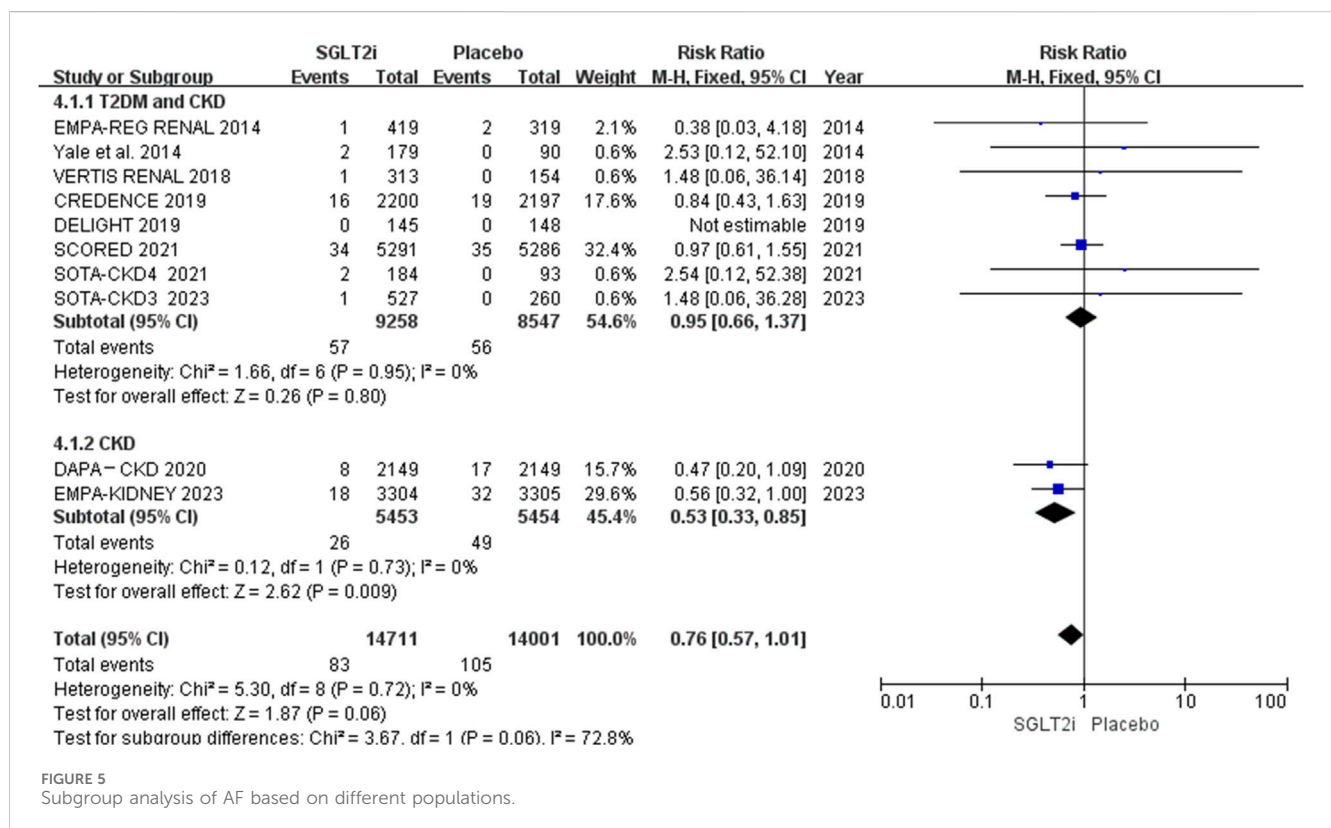 SGLT2i Placebo Risk Ratio Risk Ratio
Study or Subgroup Events Total Events Total Weight M-H, Fixed, 95% CI Year M-H, Fixed, 95% CI
4.1.1 T2DM and CKD
EMPA-REG RENAL 2014 1 419 2 319 2.1% 0.38 [0.03, 4.18] 2014
Yale et al. 2014 2 179 0 90 0.6% 2.53 [0.12, 52.10] 2014
VERTIS RENAL 2018 1 313 0 154 0.6% 1.48 [0.06, 36.14] 2018
CREDENCE 2019 16 2200 19 2197 17.6% 0.84 [0.43, 1.63] 2019
DELIGHT 2019 0 145 0 148 Not estimable 2019
SCORED 2021 34 5291 35 5286 32.4% 0.97 [0.61, 1.55] 2021
SOTA-CKD4 2021 2 184 0 93 0.6% 2.54 [0.12, 52.38] 2021
SOTA-CKD3 2023 1 527 0 260 0.6% 1.48 [0.06, 36.28] 2023
Subtotal (95% CI) 9258 8547 54.6% 0.95 [0.66, 1.37]
Total events 57 56
Heterogeneity: Chi² = 1.66, df = 6 (P = 0.95); I² = 0%
Test for overall effect: Z = 0.26 (P = 0.80)
4.1.2 CKD
DAPA−CKD 2020 8 2149 17 2149 15.7% 0.47 [0.20, 1.09] 2020
EMPA-KIDNEY 2023 18 3304 32 3305 29.6% 0.56 [0.32, 1.00] 2023
Subtotal (95% CI) 5453 5454 45.4% 0.53 [0.33, 0.85]
Total events 26 49
Heterogeneity: Chi² = 0.12, df = 1 (P = 0.73); I² = 0%
Test for overall effect: Z = 2.62 (P = 0.009)
Total (95% CI) 14711 14001 100.0% 0.76 [0.57, 1.01]
Total events 83 105
Heterogeneity: Chi² = 5.30, df = 8 (P = 0.72); I² = 0%
Test for overall effect: Z = 1.87 (P = 0.06)
Test for subgroup differences: Chi² = 3.67, df = 1 (P = 0.06), I² = 72.8%
0.01 0.1 1 10 100
SGLT2i Placebo
FIGURE 5
Subgroup analysis of AF based on different populations.